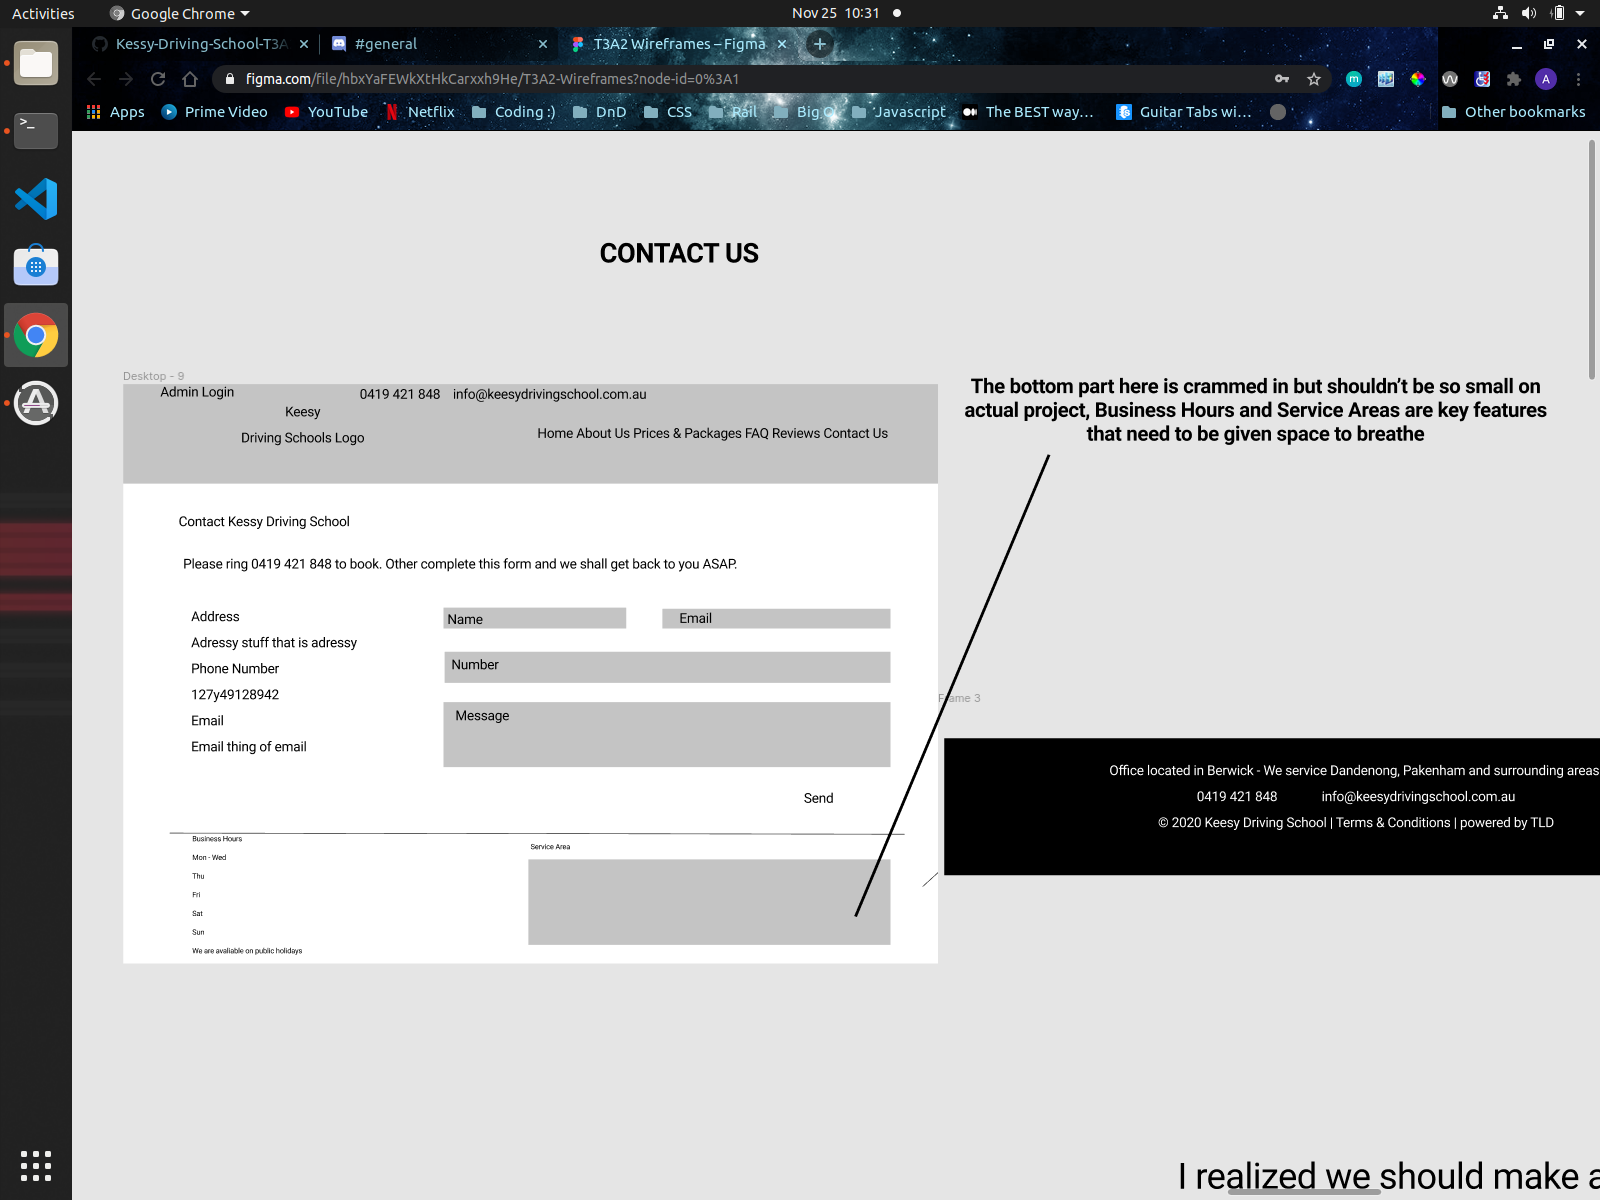 Activities
Google Chrome
Nov 25 10:31
Kessy-Driving-School-T3A
#general
T3A2 Wireframes – Figma
figma.com/file/hbxYaFEWkXtHkCarxxh9He/T3A2-Wireframes?node-id=0%3A1
A
Apps
Prime Video
YouTube
Netflix
Coding :)
DnD
CSS
Rail
Big O
Javascript
The BEST way...
Guitar Tabs wi...
Other bookmarks
CONTACT US
Desktop - 9
Admin Login
0419 421 848
info@keesydrivingschool.com.au
Keesy
Driving Schools Logo
Home About Us Prices & Packages FAQ Reviews Contact Us
The bottom part here is crammed in but shouldn't be so small on
actual project, Business Hours and Service Areas are key features
that need to be given space to breathe
Contact Kessy Driving School
Please ring 0419 421 848 to book. Other complete this form and we shall get back to you ASAP.
Address
Adressy stuff that is adressy
Phone Number
127y49128942
Email
Email thing of email
Name
Email
Number
Message
Send
Business Hours
Mon - Wed
Thu
Fri
Sat
Sun
We are avaliable on public holidays
Service Area
Frame 3
Office located in Berwick - We service Dandenong, Pakenham and surrounding areas
0419 421 848
info@keesydrivingschool.com.au
© 2020 Keesy Driving School | Terms & Conditions | powered by TLD
I realized we should make a